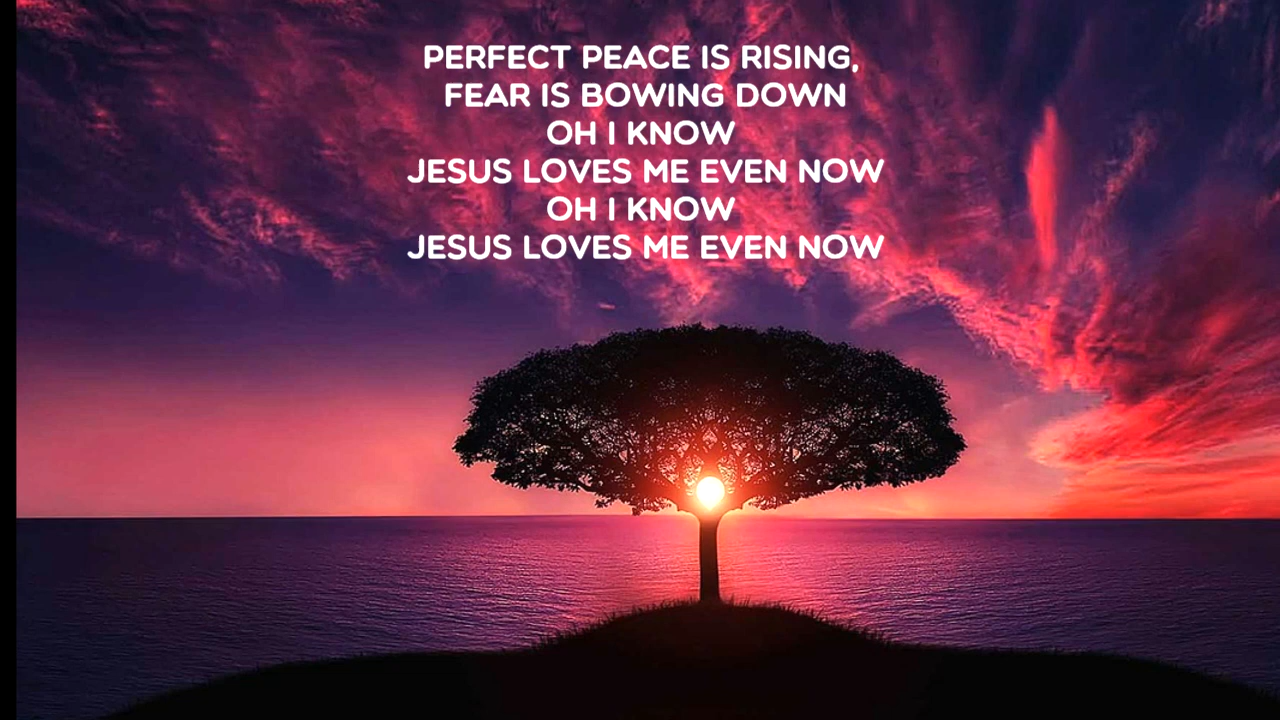 PERFECT PEACE IS RISING,
FEAR IS BOWING DOWN
OH I KNOW
JESUS LOVES ME EVEN NOW
OH I KNOW
JESUS LOVES ME EVEN NOW